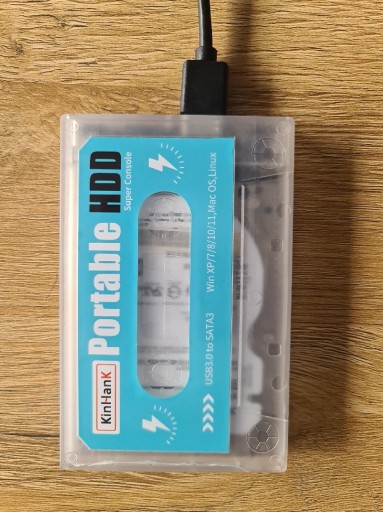 KinHanK
Portable HDD
Super Console
USB3.0 to SATA3
Win XP/7/8/10/11,Mac OS,Linux